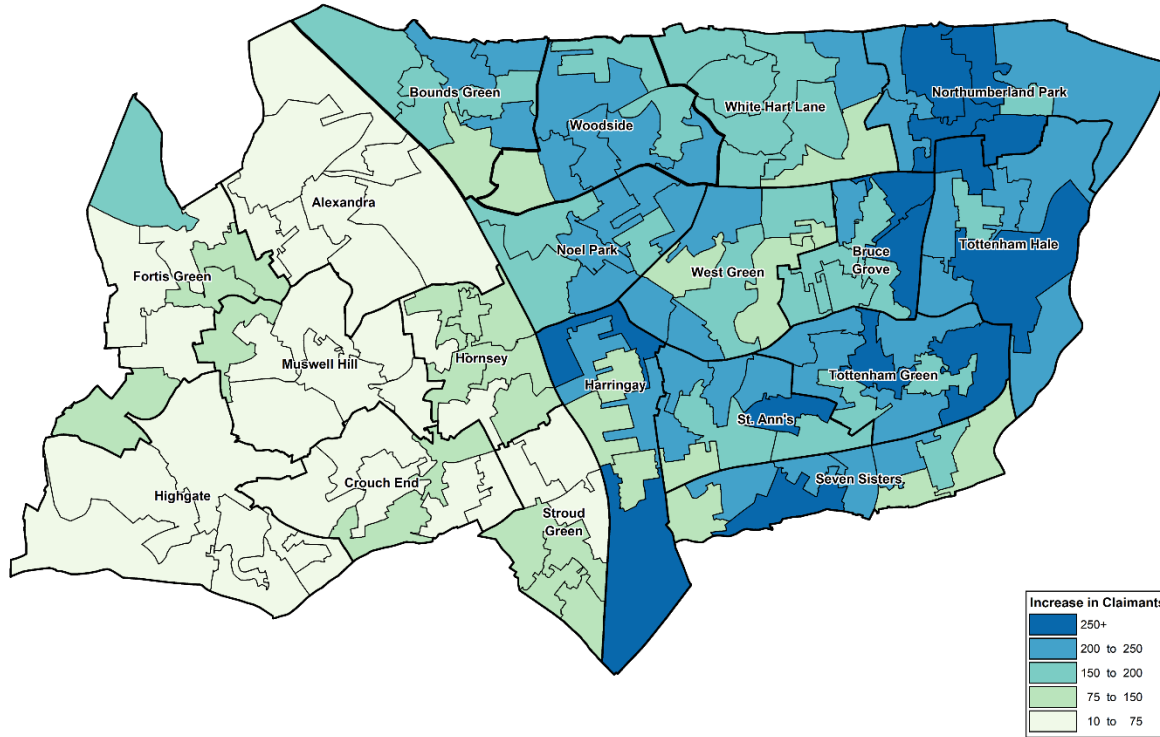 Bounds Green
Woodside
White Hart Lane
Northumberland Park
Alexandra
Noel Park
West Green
Bruce
Grove
Tottenham Hale
Fortis Green
Muswell Hill
Hornsey
Harringay
Tottenham Green
St. Ann's
Highgate
Crouch End
Stroud
Green
Seven Sisters
Increase in Claimants
250+
200 to 250
150 to 200
75 to 150
10 to 75